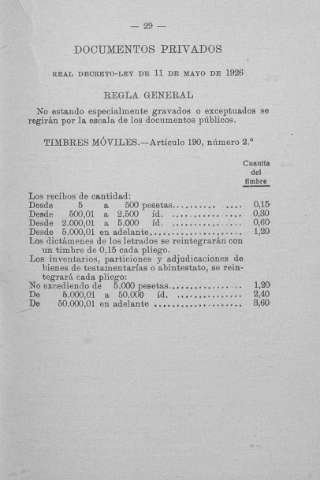 — 29 —
DOCUMENTOS PRIVADOS
REAL DECRETO-LEY DE 11 DE MAYO DE 1926
REGLA GENERAL
No estando especialmente gravados o exceptuados se
regirán por la escala de los documentos públicos.
TIMBRES MÓVILES.—Artículo 190, número 2.º
Cuantía
del
timbre
Los recibos de cantidad:
Desde 5 a 500 pesetas........... ..... 0,15
Desde 500,01 a 2.500 íd. ... ............. 0,30
Desde 2.000,01 a 5.000 íd. ............... 0,60
Desde 5.000,01 en adelante.................... 1,20
Los dictámenes de los letrados se reintegrarán con
un timbre de 0,15 cada pliego.
Los inventarios, particiones y adjudicaciones de
bienes de testamentarías o abintestato, se rein-
tegrará cada pliego:
No excediendo de 5.000 pesetas................ 1,20
De 5.000,01 a 50.000 íd. .............. 2,40
De 50.000,01 en adelante ................... 3,60